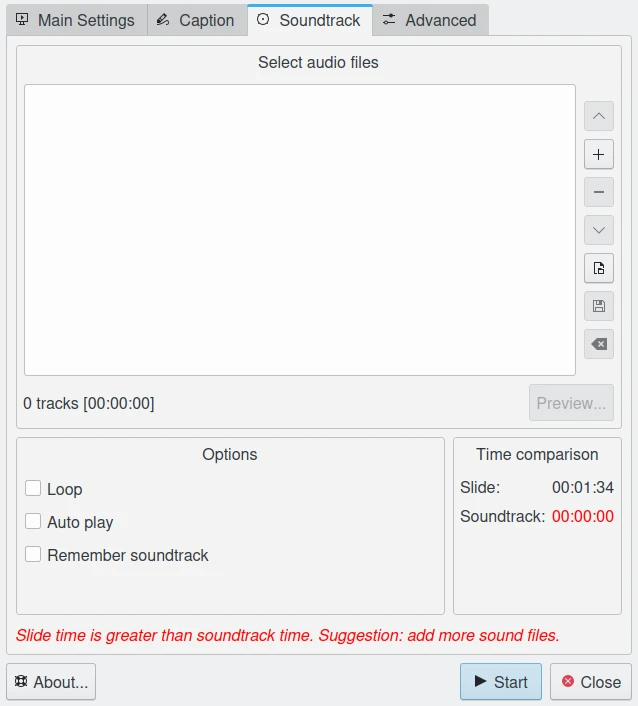 Main Settings Caption Soundtrack Advanced
Select audio files
0 tracks [00:00:00] Preview...
Options
Loop
Auto play
Remember soundtrack
Time comparison
Slide: 00:01:34
Soundtrack: 00:00:00
Slide time is greater than soundtrack time. Suggestion: add more sound files.
About... Start Close